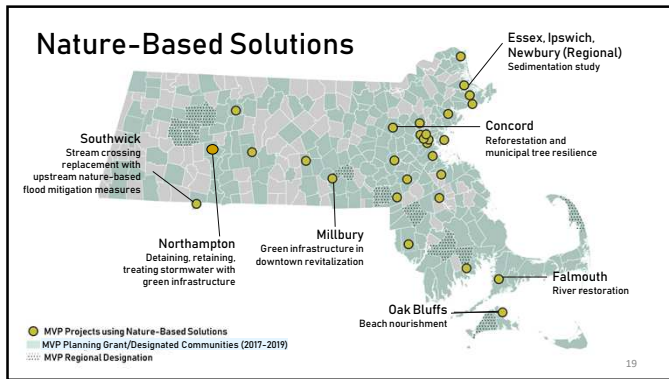 Nature-Based Solutions
Essex, Ipswich,
Newbury (Regional)
Sedimentation study
Concord
Reforestation and
municipal tree resilience
Southwick
Stream crossing
replacement with
upstream nature-based
flood mitigation measures
Northampton
Detaining, retaining,
treating stormwater with
green infrastructure
Millbury
Green infrastructure in
downtown revitalization
Falmouth
River restoration
Oak Bluffs
Beach nourishment
MVP Projects using Nature-Based Solutions
MVP Planning Grant/Designated Communities (2017-2019)
MVP Regional Designation
19